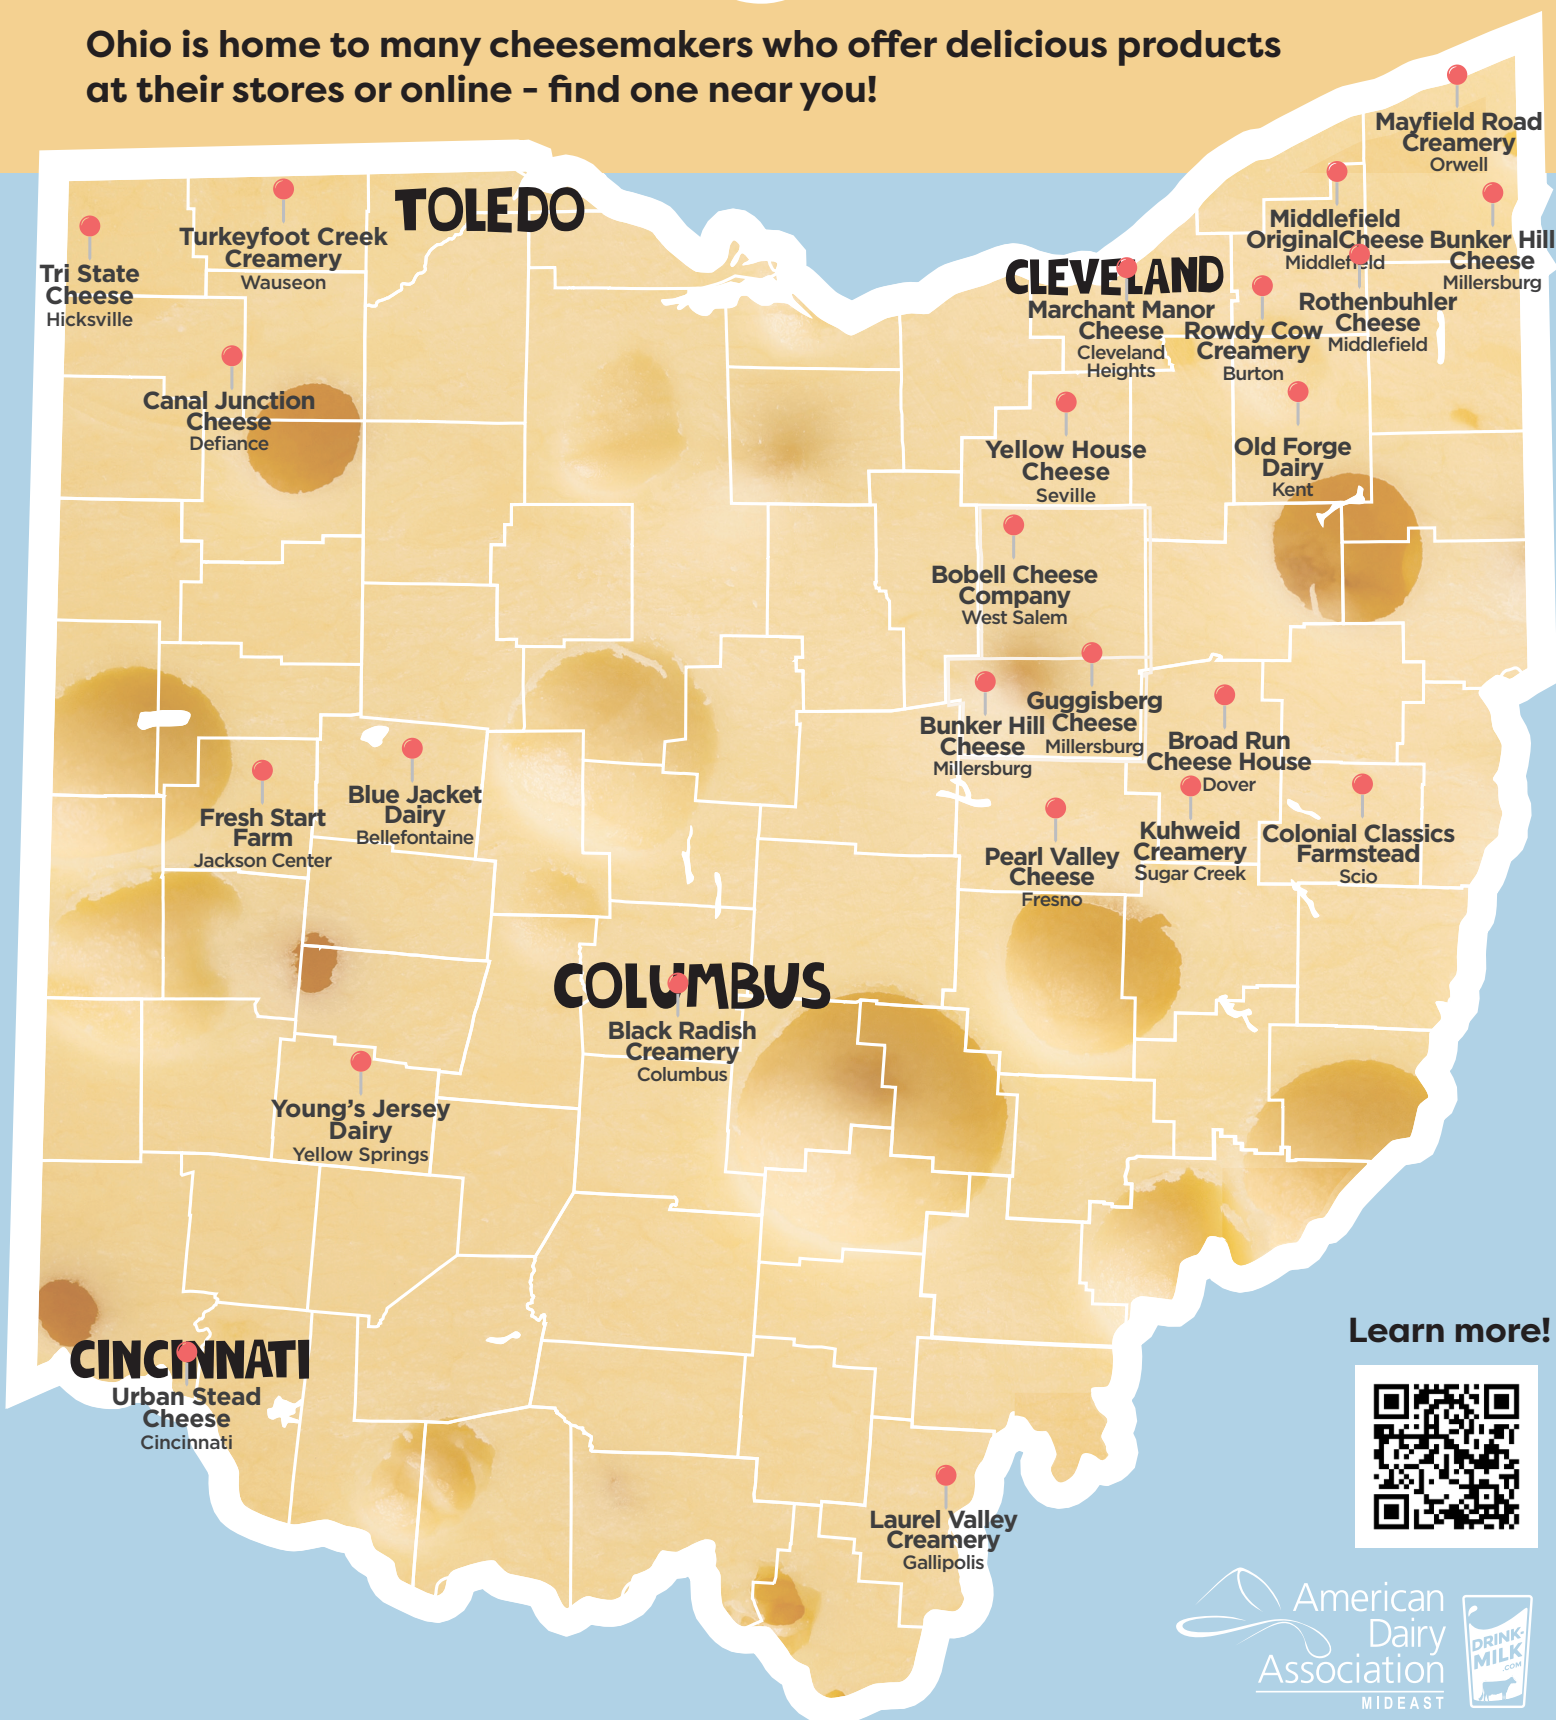 Ohio is home to many cheesemakers who offer delicious products
at their stores or online - find one near you!
Mayfield Road
Creamery
Orwell
TOLEDO
Turkeyfoot Creek
Creamery
Wauseon
Tri State
Cheese
Hicksville
Middlefield
OriginalCheese
Middlefield
Bunker Hill
Cheese
Millersburg
CLEVELAND
Marchant Manor
Cheese
Cleveland
Heights
Rothenbuhler
Cheese
Middlefield
Rowdy Cow
Creamery
Burton
Canal Junction
Cheese
Defiance
Yellow House
Cheese
Seville
Old Forge
Dairy
Kent
Bobell Cheese
Company
West Salem
Guggisberg
Cheese
Millersburg
Bunker Hill
Cheese
Millersburg
Broad Run
Cheese House
Dover
Fresh Start
Farm
Jackson Center
Blue Jacket
Dairy
Bellefontaine
Pearl Valley
Cheese
Fresno
Kuhweid
Creamery
Sugar Creek
Colonial Classics
Farmstead
Scio
COLUMBUS
Black Radish
Creamery
Columbus
Young's Jersey
Dairy
Yellow Springs
CINCINNATI
Urban Stead
Cheese
Cincinnati
Laurel Valley
Creamery
Gallipolis
Learn more!
American
Dairy
Association
MIDEAST
DRINK-
MILK
.COM